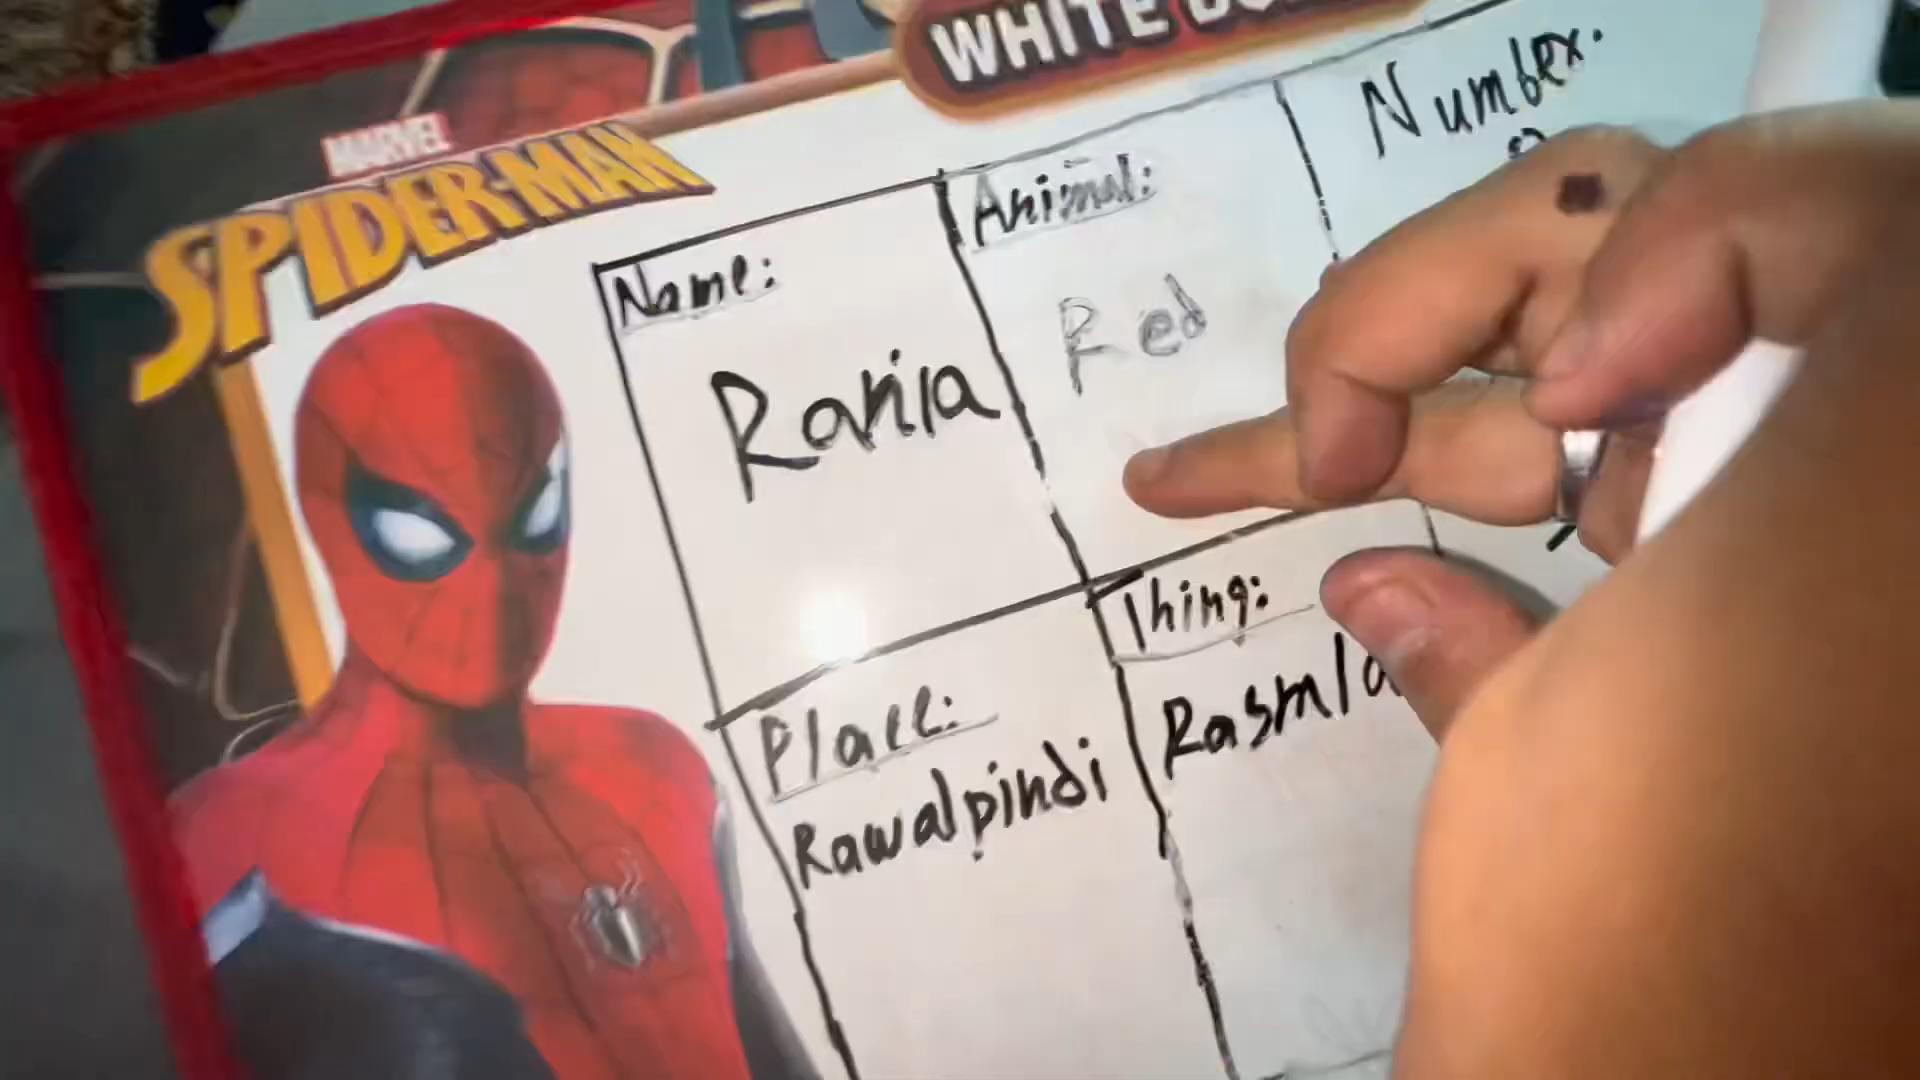 WHITE
MARVEL
SPIDER-MAN
Name:
Rania
Animal:
Red
Number.
Place:
Rawalpindi
Thing: